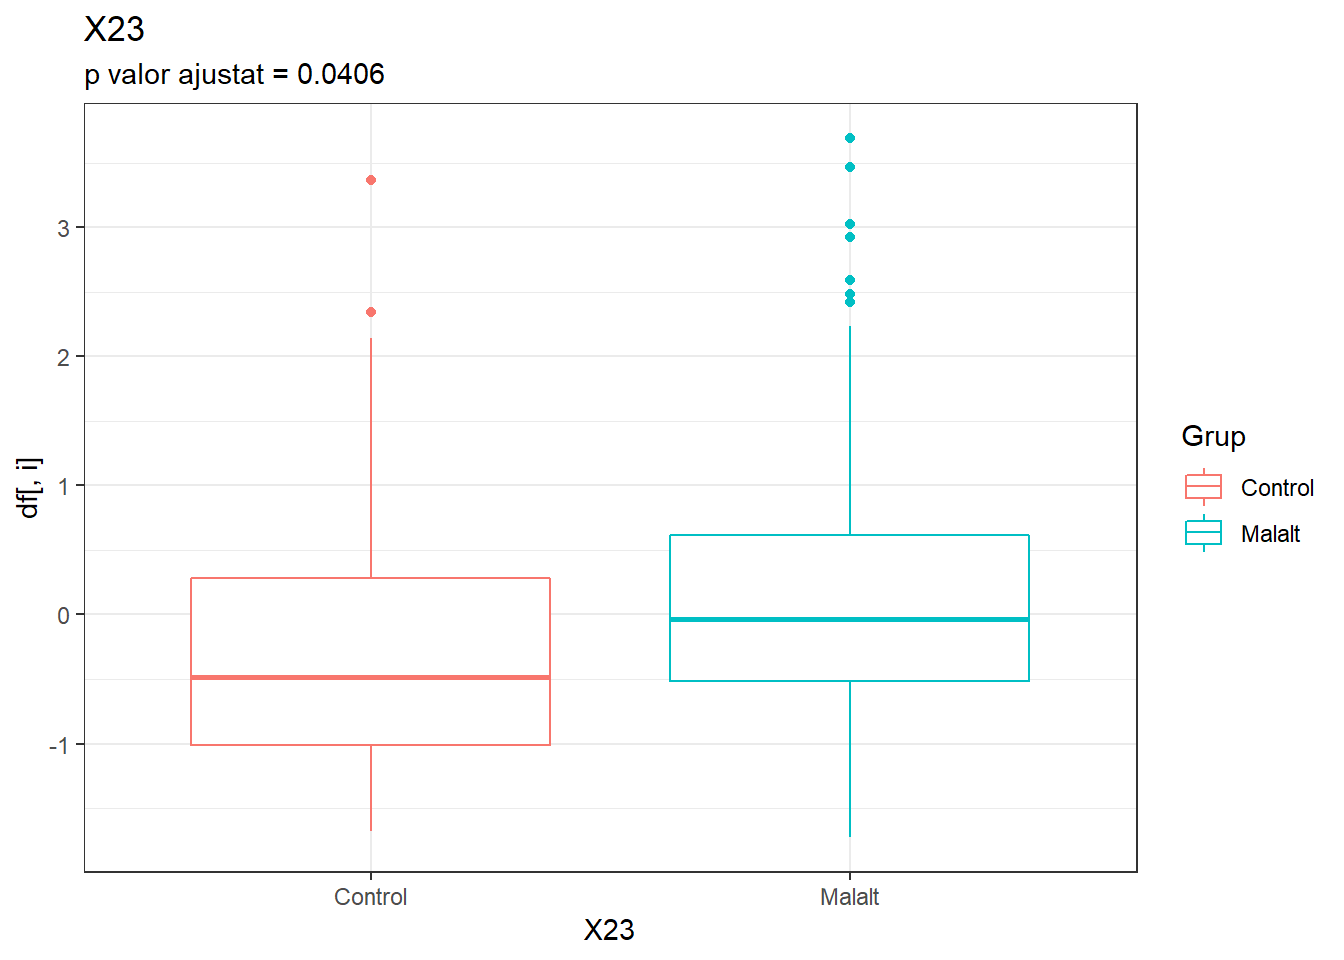 X23
p valor ajustat = 0.0406
df[, i]
3
2
1
0
-1
Control
Malalt
X23
Grup
Control
Malalt